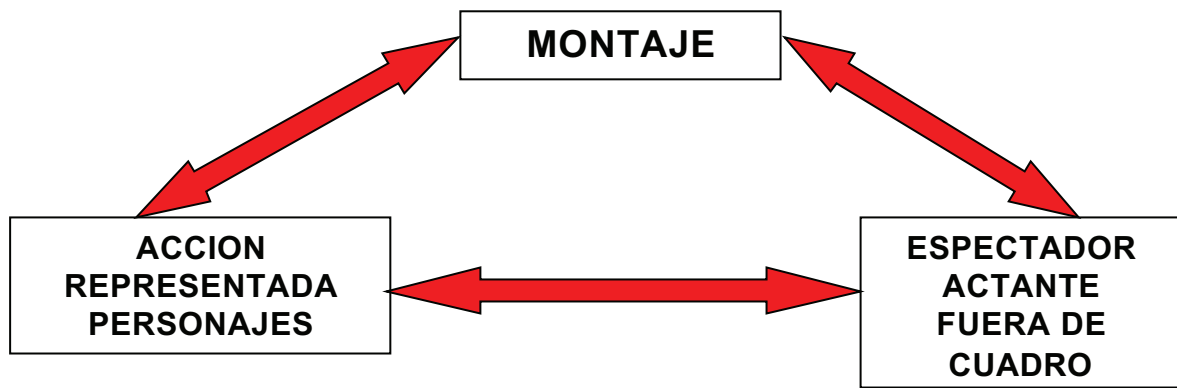 MONTAJE
ACCION
REPRESENTADA
PERSONAJES
ESPECTADOR
ACTANTE
FUERA DE
CUADRO